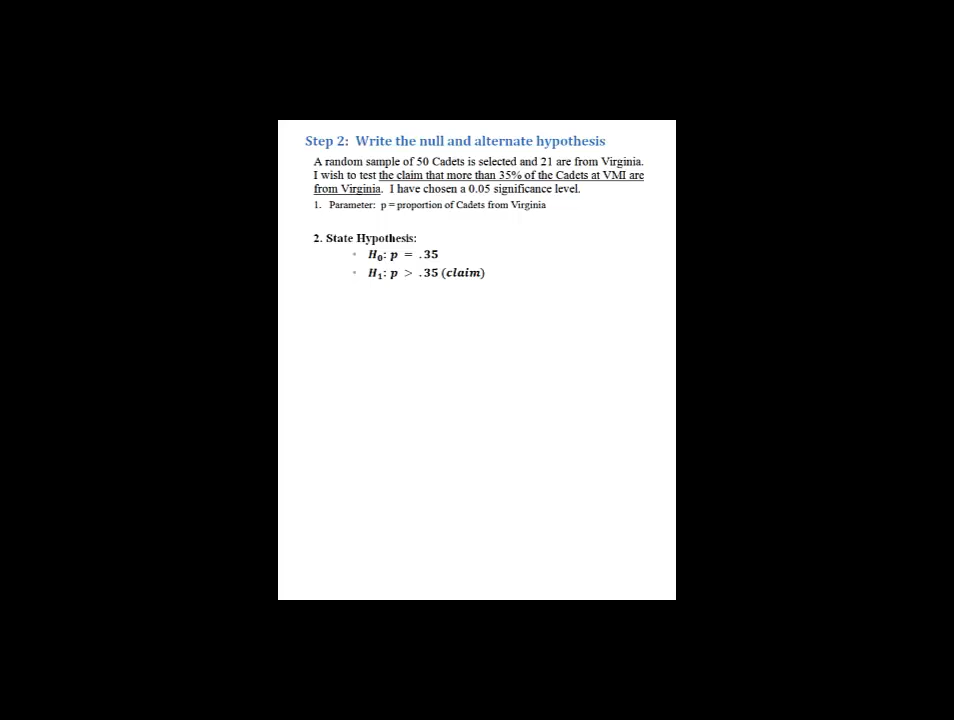 Step 2: Write the null and alternate hypothesis
A random sample of 50 Cadets is selected and 21 are from Virginia.
I wish to test the claim that more than 35% of the Cadets at VMI are
from Virginia. I have chosen a 0.05 significance level.
1. Parameter: p = proportion of Cadets from Virginia
2. State Hypothesis:
• H₀: p = .35
• H₁: p > .35 (claim)